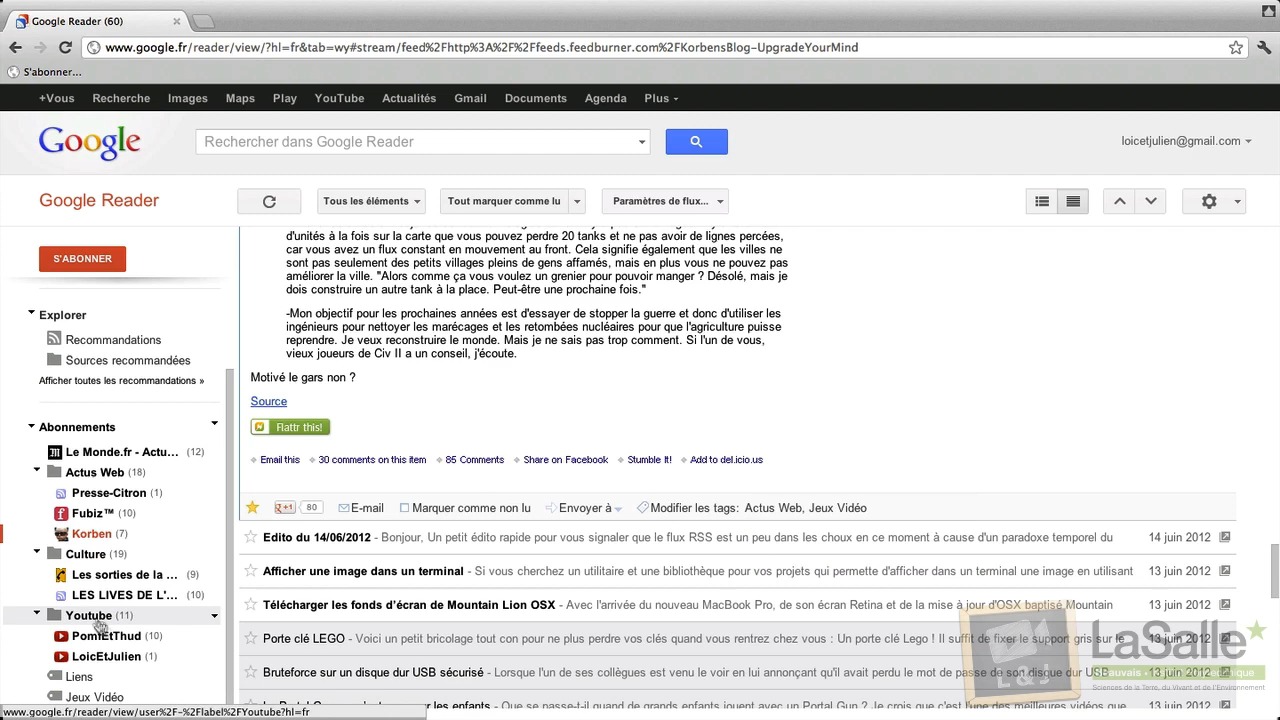 Google Reader (60)
www.google.fr/reader/view/?hl=fr&tab=wy#stream/feed%2Fhttp%3A%2F%2Ffeeds.feedburner.com%2FKorbensBlog-UpgradeYourMind
S'abonner...
+Vous Recherche Images Maps Play YouTube Actualités Gmail Documents Agenda Plus
Google
Rechercher dans Google Reader
loicetjulien@gmail.com
Google Reader
Tous les éléments
Tout marquer comme lu
Paramètres de flux...
S'ABONNER
Explorer
Recommandations
Sources recommandées
Afficher toutes les recommandations »
Abonnements
Le Monde.fr - Actu... (12)
Actus Web (18)
Presse-Citron (1)
Fubiz™ (10)
Korben (7)
Culture (19)
Les sorties de la ... (9)
LES LIVES DE L'... (10)
Youtube (11)
PomfEtThud (10)
LoicEtJulien (1)
Liens
Jeux Vidéo
d'unités à la fois sur la carte que vous pouvez perdre 20 tanks et ne pas avoir de lignes percées,
car vous avez un flux constant en mouvement au front. Cela signifie également que les villes ne
sont pas seulement des petits villages pleins de gens affamés, mais en plus vous ne pouvez pas
améliorer la ville. "Alors comme ça vous voulez un grenier pour pouvoir manger ? Désolé, mais je
dois construire un autre tank à la place. Peut-être une prochaine fois."
-Mon objectif pour les prochaines années est d'essayer de stopper la guerre et donc d'utiliser les
ingénieurs pour nettoyer les marécages et les retombées nucléaires pour que l'agriculture puisse
reprendre. Je veux reconstruire le monde. Mais je ne sais pas trop comment. Si l'un de vous,
vieux joueurs de Civ II a un conseil, j'écoute.
Motivé le gars non ?
Source
Flattr this!
Email this 30 comments on this item 85 Comments Share on Facebook Stumble It! Add to del.icio.us
+1 80 E-mail Marquer comme non lu Envoyer à Modifier les tags: Actus Web, Jeux Vidéo
Edito du 14/06/2012 - Bonjour, Un petit édito rapide pour vous signaler que le flux RSS est un peu dans les choux en ce moment à cause d'un paradoxe temporel du 14 juin 2012
Afficher une image dans un terminal - Si vous cherchez un utilitaire et une bibliothèque pour vos projets qui permette d'afficher dans un terminal une image en utilisant 13 juin 2012
Télécharger les fonds d'écran de Mountain Lion OSX - Avec l'arrivée du nouveau MacBook Pro, de son écran Retina et de la mise à jour d'OSX baptisé Mountain 13 juin 2012
Porte clé LEGO - Voici un petit bricolage tout con pour ne plus perdre vos clés quand vous rentrez chez vous : Un porte clé Lego ! Il suffit de fixer le support gris sur le 13 juin 2012
Bruteforce sur un disque dur USB sécurisé - Lorsque l'un de ses collègues est venu le voir en lui annonçant qu'il avait perdu le mot de passe de son disque dur USB 13 juin 2012
L & J
LaSalle
Beauvais
Sciences de la Terre, du Vivant et de l'Environnement
www.google.fr/reader/view/user%2F-%2Flabel%2FYoutube?hl=fr